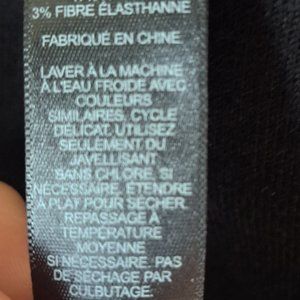 3% FIBRE ÉLASTHANNE
FABRIQUÉ EN CHINE
LAVER À LA MACHINE
À L'EAU FROIDE AVEC
COULEURS
SIMILAIRES, CYCLE
DÉLICAT. UTILISEZ
SEULEMENT DU
JAVELLISANT
SANS CHLORE, SI
NÉCESSAIRE. ÉTENDRE
À PLAT POUR SÉCHER.
REPASSAGE À
TEMPÉRATURE
MOYENNE
SI NÉCESSAIRE. PAS
DE SÉCHAGE PAR
CULBUTAGE.